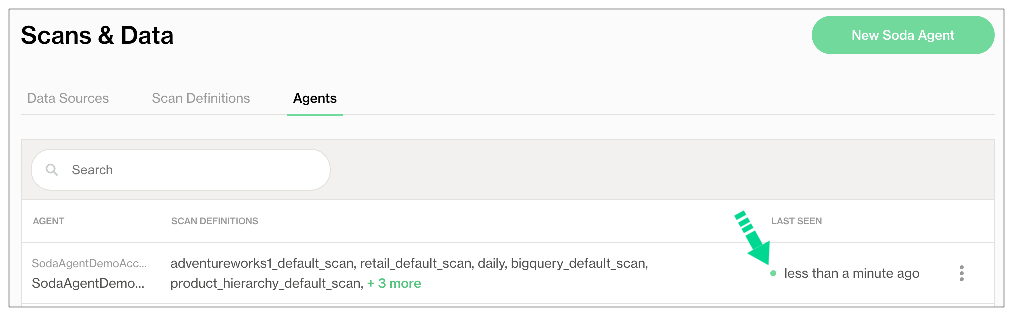 Scans & Data
New Soda Agent
Data Sources
Scan Definitions
Agents
Search
AGENT
SCAN DEFINITIONS
LAST SEEN
SodaAgentDemoAcc...
SodaAgentDemo...
adventureworks1_default_scan, retail_default_scan, daily, bigquery_default_scan,
product_hierarchy_default_scan, + 3 more
less than a minute ago